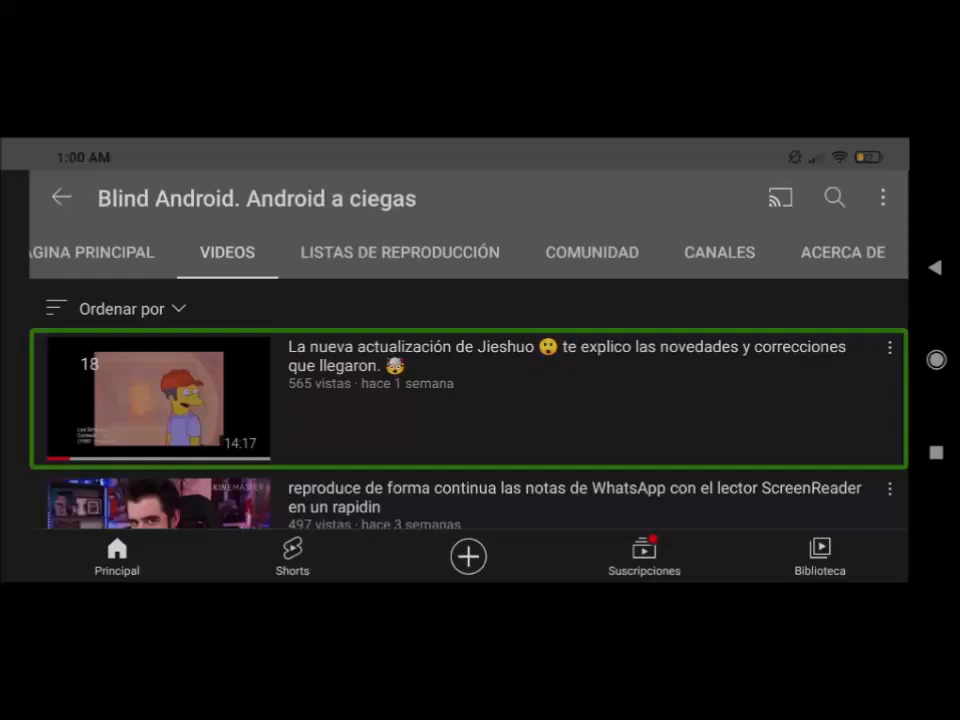 1:00 AM
Blind Android. Android a ciegas
AGINA PRINCIPAL VIDEOS LISTAS DE REPRODUCCIÓN COMUNIDAD CANALES ACERCA DE
Ordenar por
18
14:17
La nueva actualización de Jieshuo 😲 te explico las novedades y correcciones
que llegaron. 🤯
565 vistas · hace 1 semana
KINEMASTER
reproduce de forma continua las notas de WhatsApp con el lector ScreenReader
en un rapidin
497 vistas · hace 3 semanas
Principal Shorts Suscripciones Biblioteca